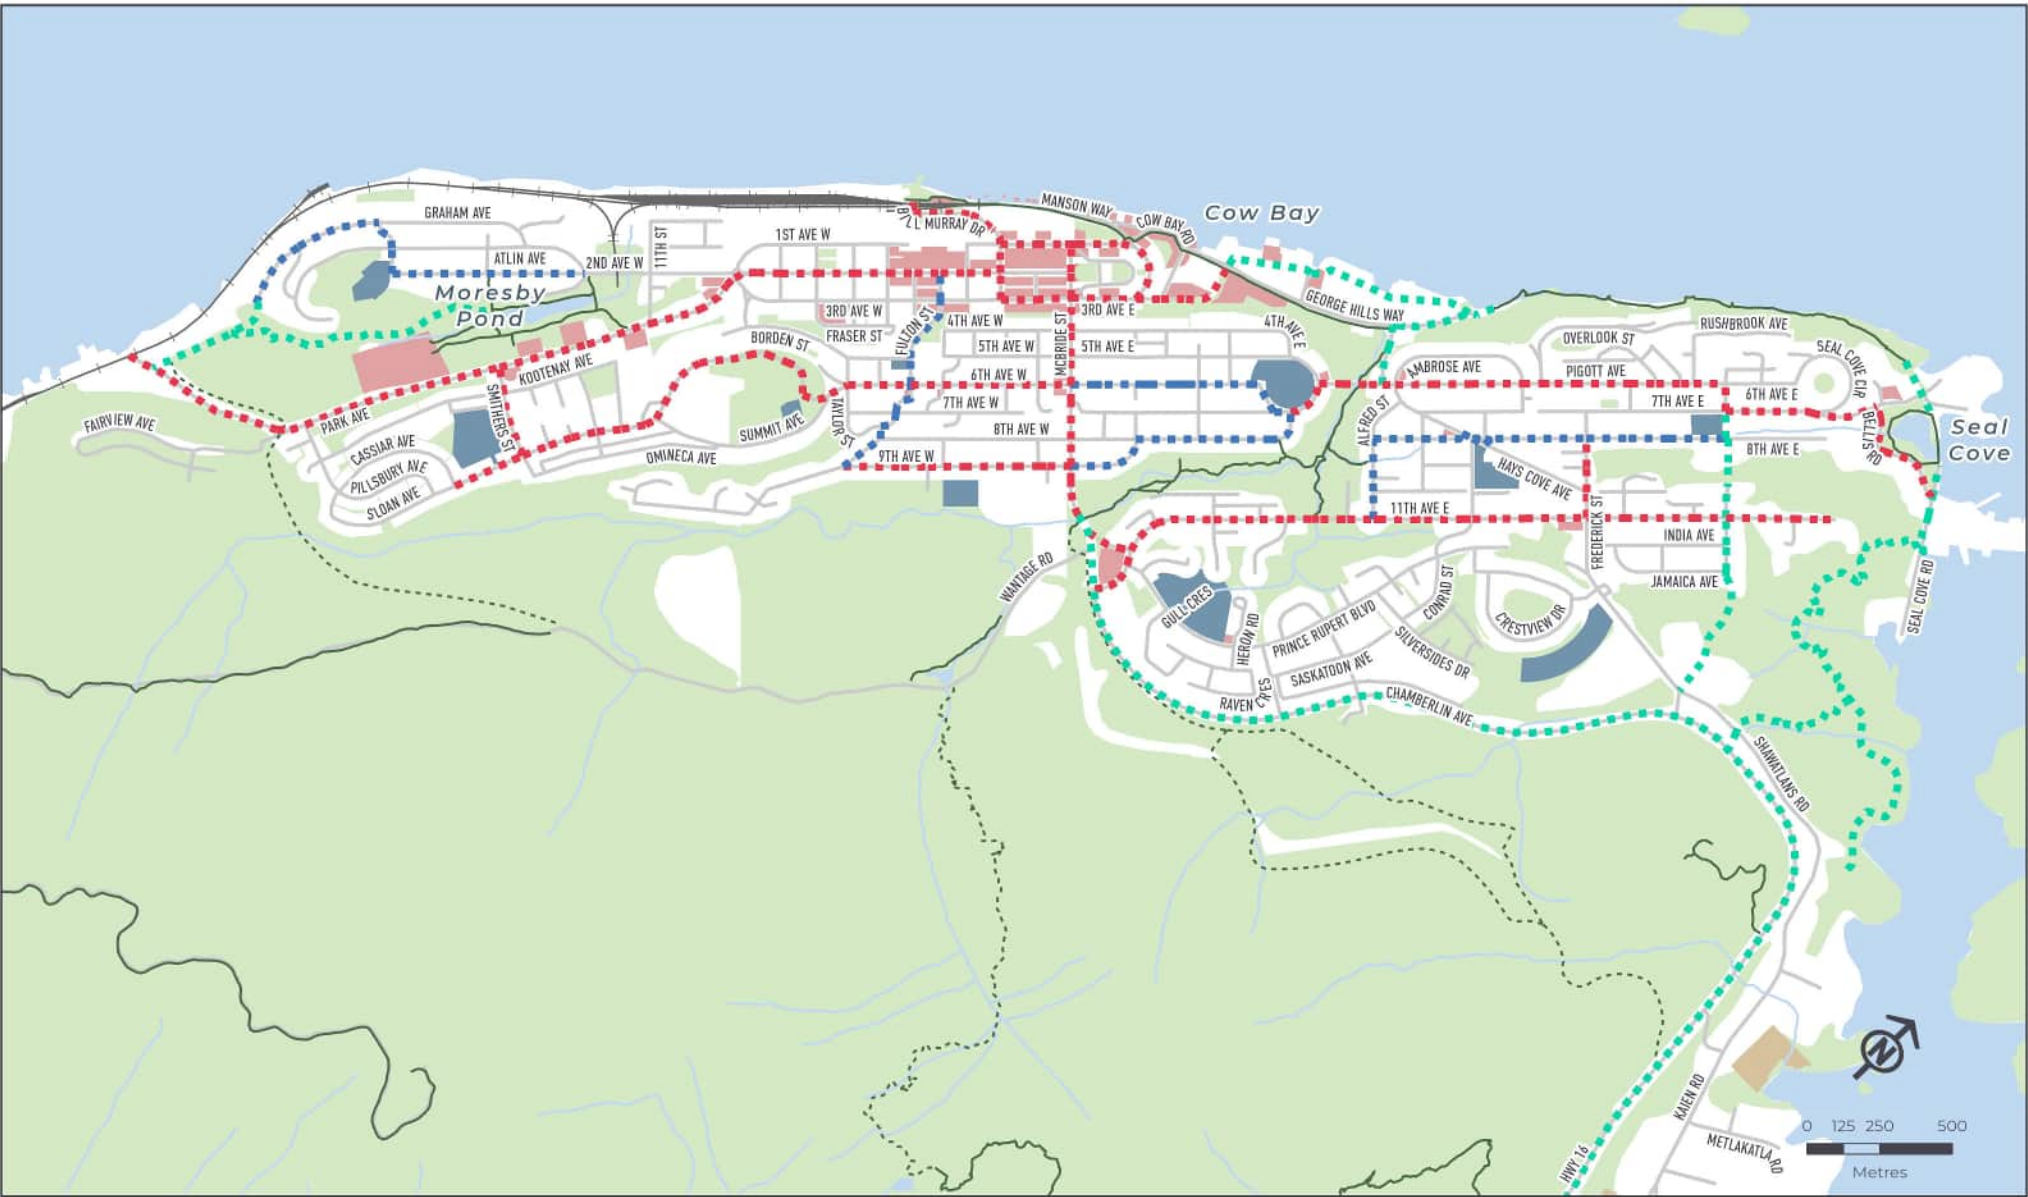 MANSON WAY
COW BAY RD
Cow Bay
GRAHAM AVE
BILL MURRAY DR
11TH ST
1ST AVE W
ATLIN AVE
2ND AVE W
Moresby
Pond
GEORGE HILLS WAY
3RD AVE W
3RD AVE E
4TH AVE W
4TH AVE E
FULTON ST
MCBRIDE ST
RUSHBROOK AVE
BORDEN ST
FRASER ST
OVERLOOK ST
5TH AVE W
5TH AVE E
SEAL COVE CIR
KOOTENAY AVE
6TH AVE W
AMBROSE AVE
PIGOTT AVE
6TH AVE E
SMITHERS ST
7TH AVE W
7TH AVE E
FAIRVIEW AVE
PARK AVE
TAYLOR ST
SUMMIT AVE
8TH AVE W
ALFRED ST
BELLIS RD
Seal
Cove
CASSIAR AVE
OMINECA AVE
9TH AVE W
8TH AVE E
PILLSBURY AVE
HAYS COVE AVE
SLOAN AVE
11TH AVE E
FREDERICK ST
INDIA AVE
WANTAGE RD
JAMAICA AVE
GULL CRES
CONRAD ST
SEAL COVE RD
HERON RD
PRINCE RUPERT BLVD
CRESTVIEW DR
SILVERSIDES DR
SASKATOON AVE
RAVEN CRES
CHAMBERLIN AVE
SHAWATLANS RD
N
KAIEN RD
0 125 250 500
Metres
METLAKATLA RD
HWY 16